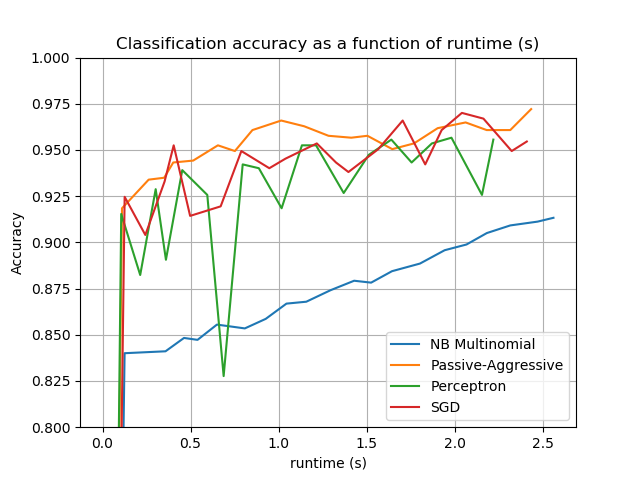 Classification accuracy as a function of runtime (s)
1.000
0.975
0.950
0.925
0.900
0.875
0.850
0.825
0.800
Accuracy
NB Multinomial
Passive-Aggressive
Perceptron
SGD
0.0 0.5 1.0 1.5 2.0 2.5
runtime (s)